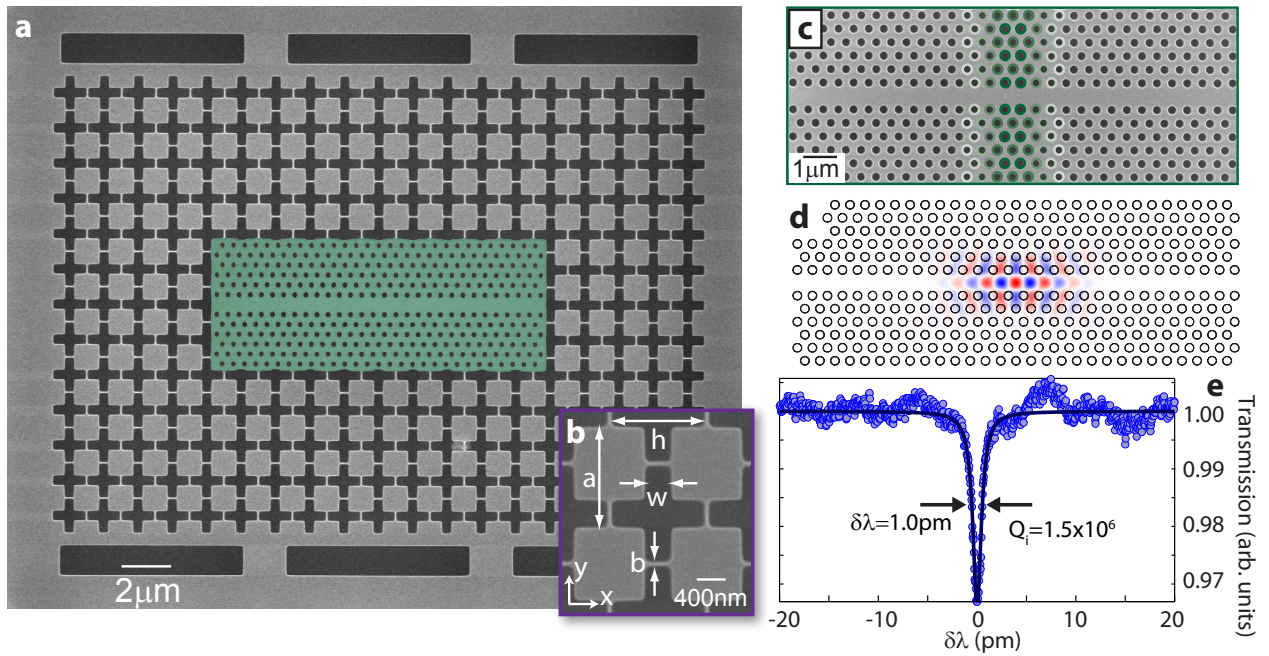 a
2μm
b
h
a
w
b
y
x
400nm
c
1μm
d
e
1.00
0.99
0.98
0.97
Transmission (arb. units)
δλ=1.0pm
Qᵢ=1.5x10⁶
-20
-10
0
10
20
δλ (pm)